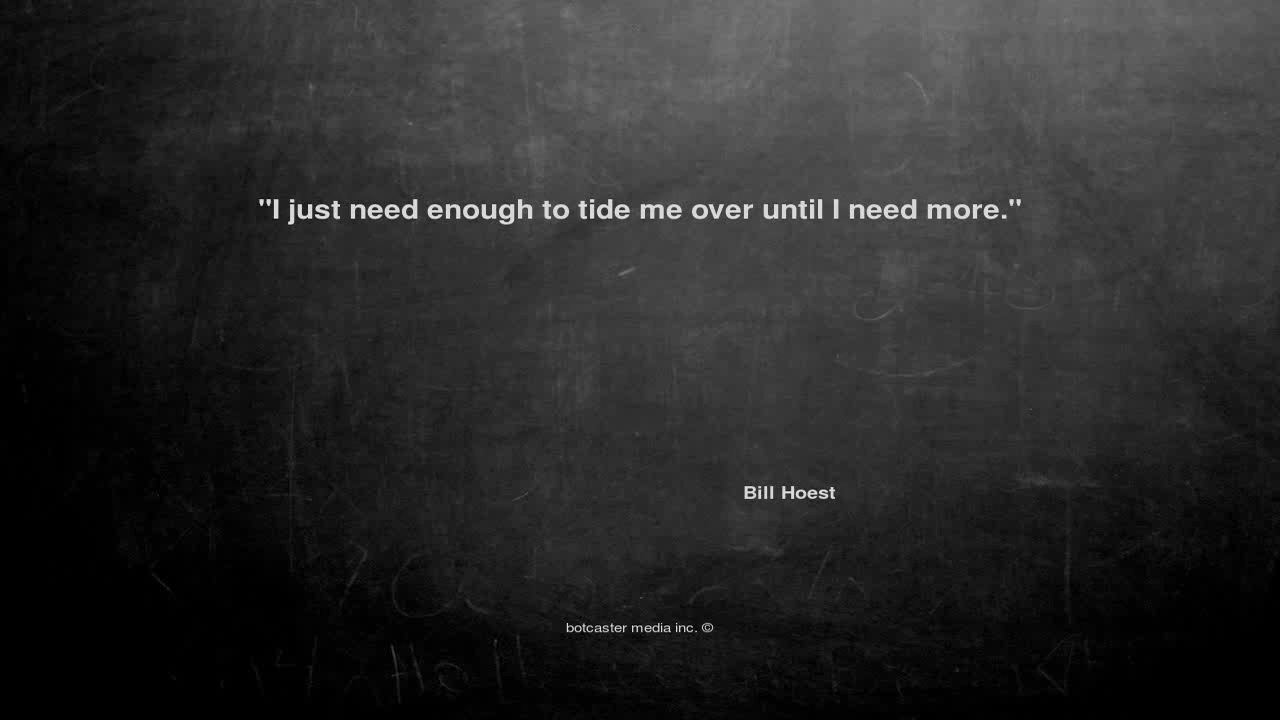 "I just need enough to tide me over until I need more."
Bill Hoest
botcaster media inc. ©